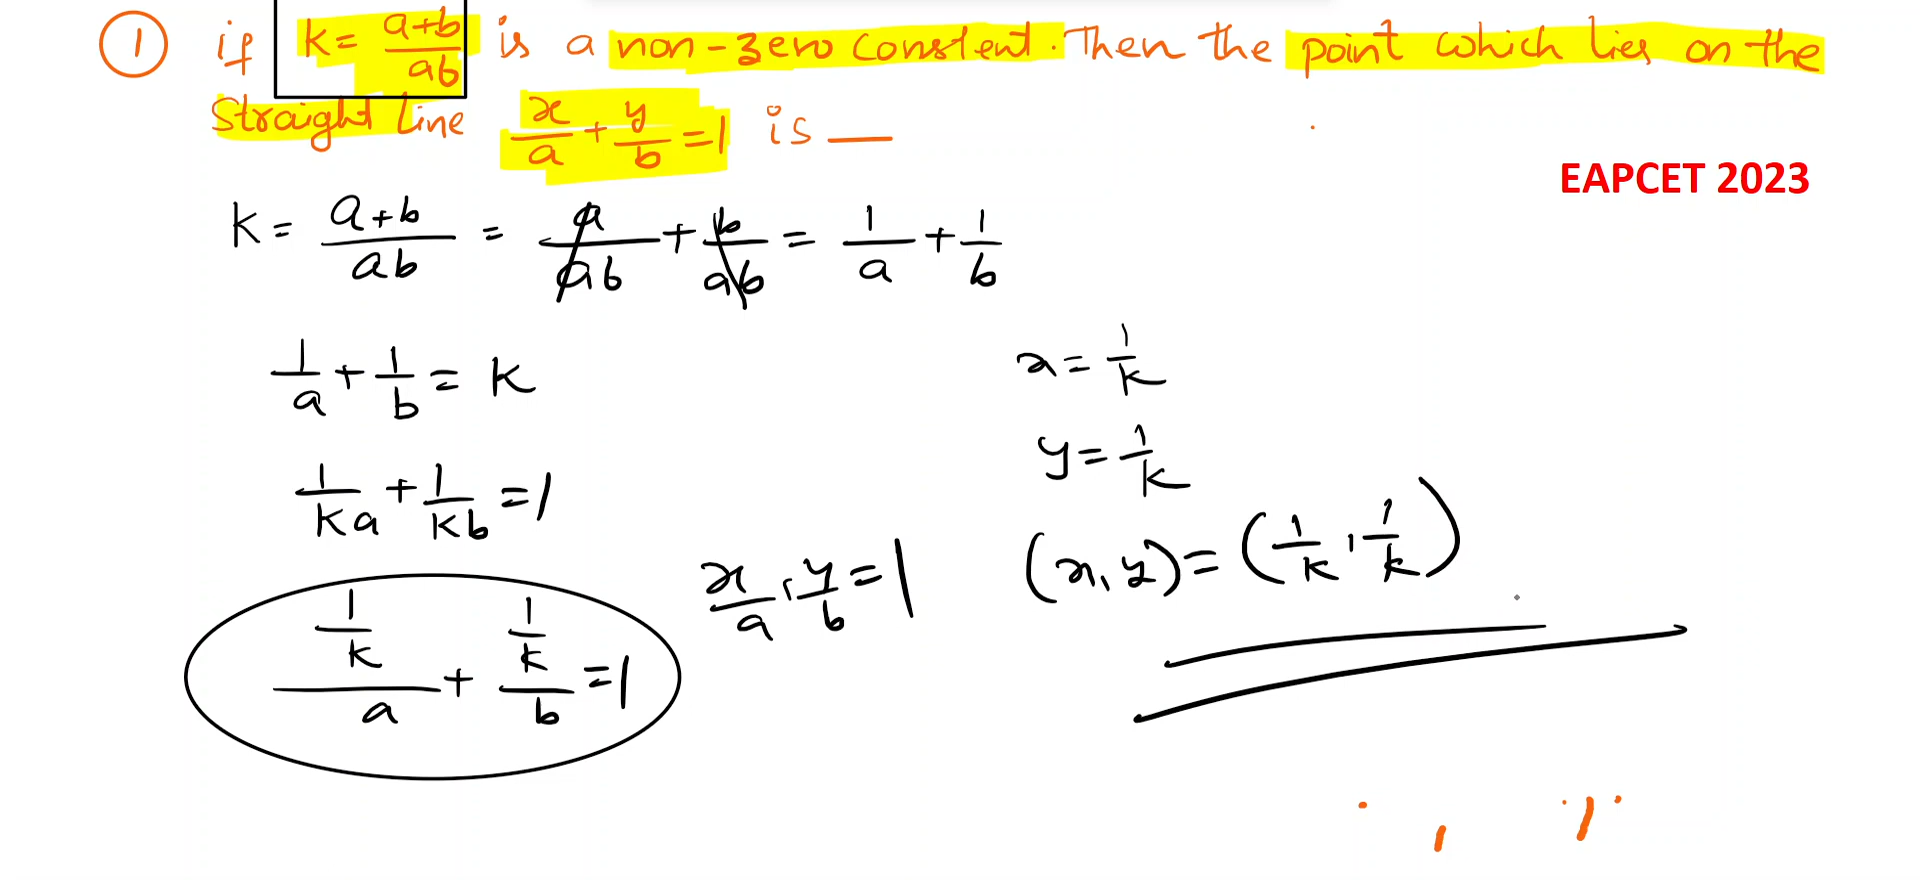 ① if k = (a+b)/(ab) is a non-zero constent. Then the point which lies on the
Straight line x/a + y/b = 1 is __
EAPCET 2023
k = (a+b)/(ab) = a/(ab) + b/(ab) = 1/a + 1/b
1/a + 1/b = k
x = 1/k
y = 1/k
1/(ka) + 1/(kb) = 1
(x, y) = (1/k, 1/k)
x/a + y/b = 1
(1/k)/a + (1/k)/b = 1